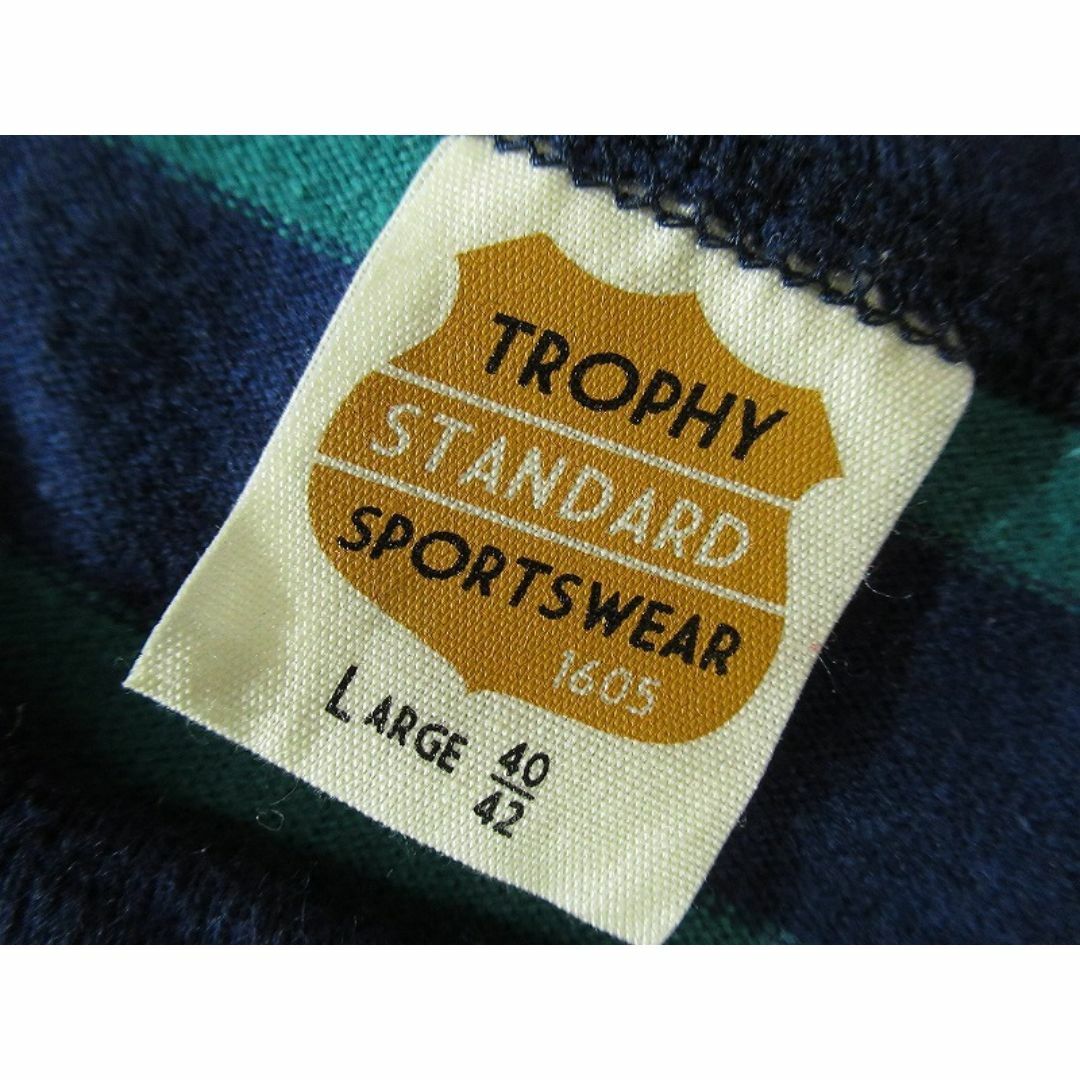 TROPHY
STANDARD
SPORTSWEAR
1605
LARGE 40/42